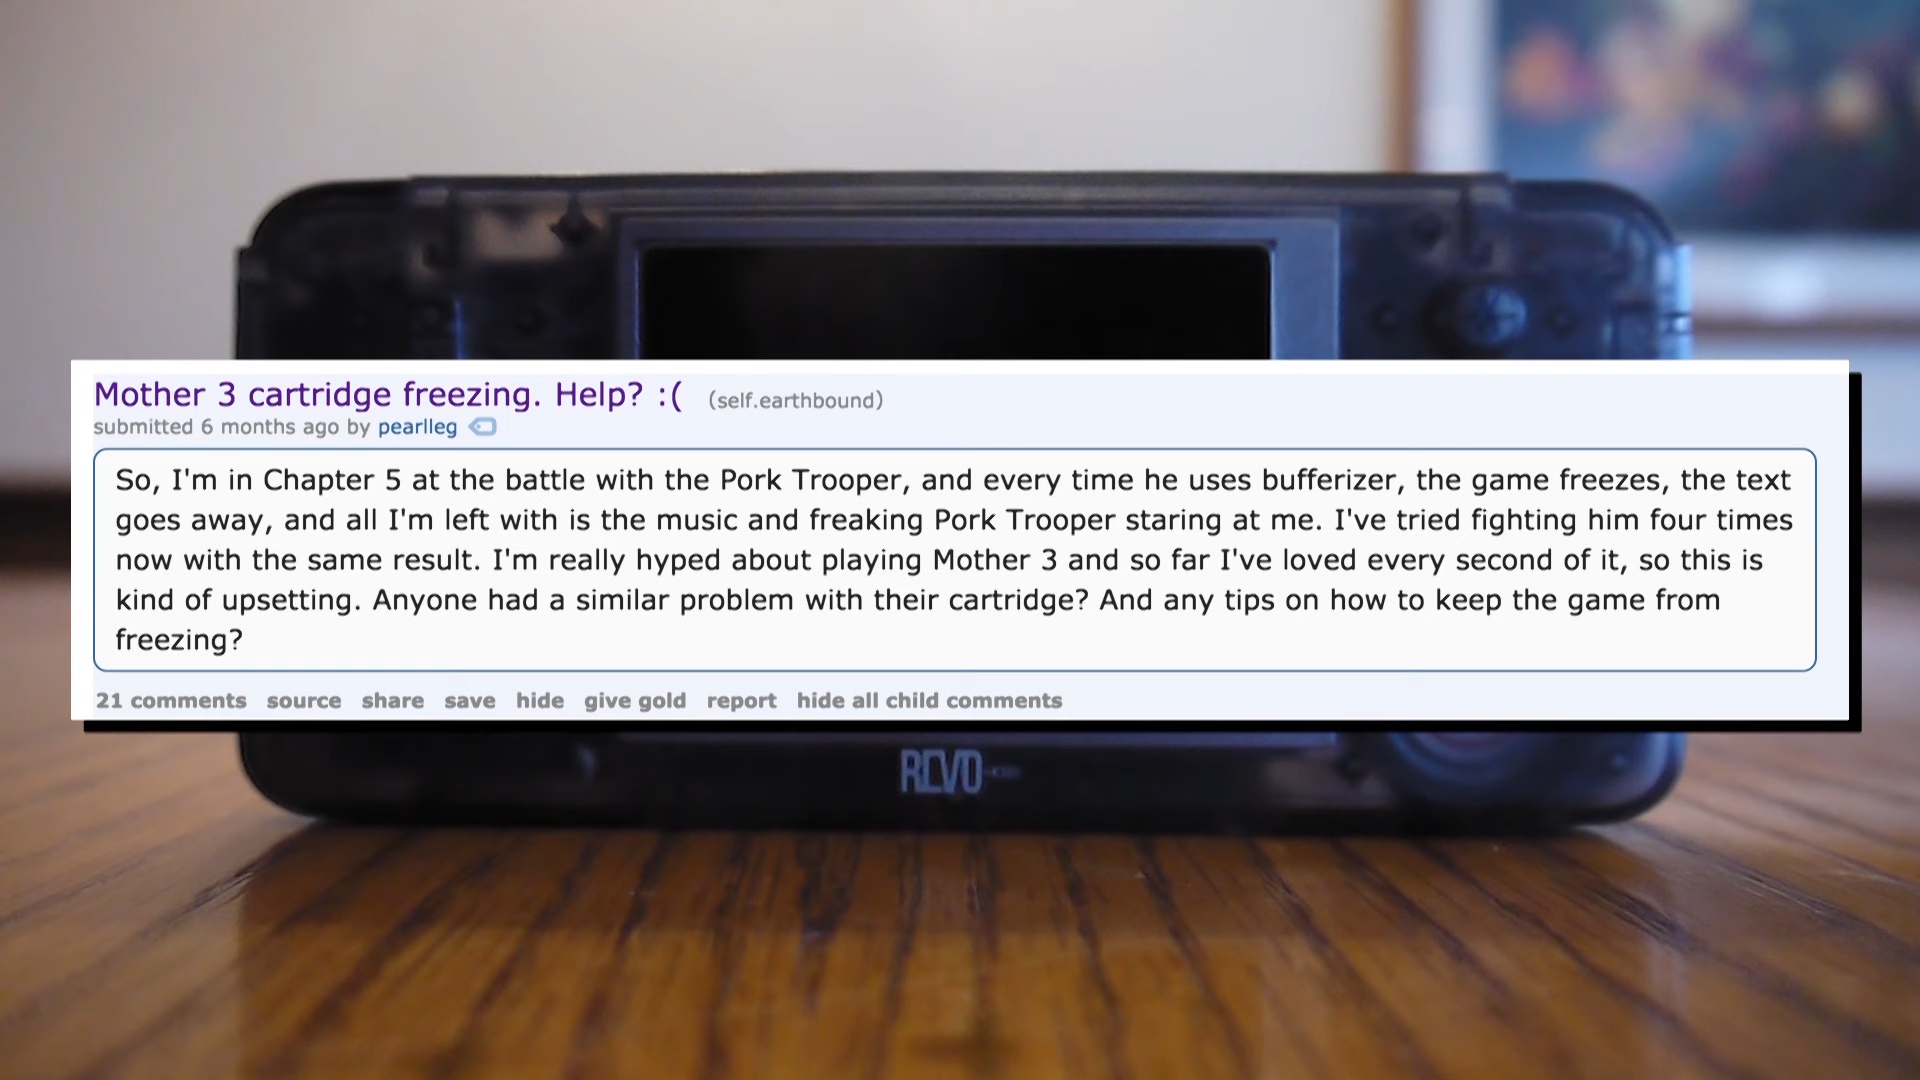 Mother 3 cartridge freezing. Help? :( (self.earthbound)
submitted 6 months ago by pearlleg
So, I'm in Chapter 5 at the battle with the Pork Trooper, and every time he uses bufferizer, the game freezes, the text
goes away, and all I'm left with is the music and freaking Pork Trooper staring at me. I've tried fighting him four times
now with the same result. I'm really hyped about playing Mother 3 and so far I've loved every second of it, so this is
kind of upsetting. Anyone had a similar problem with their cartridge? And any tips on how to keep the game from
freezing?
21 comments source share save hide give gold report hide all child comments